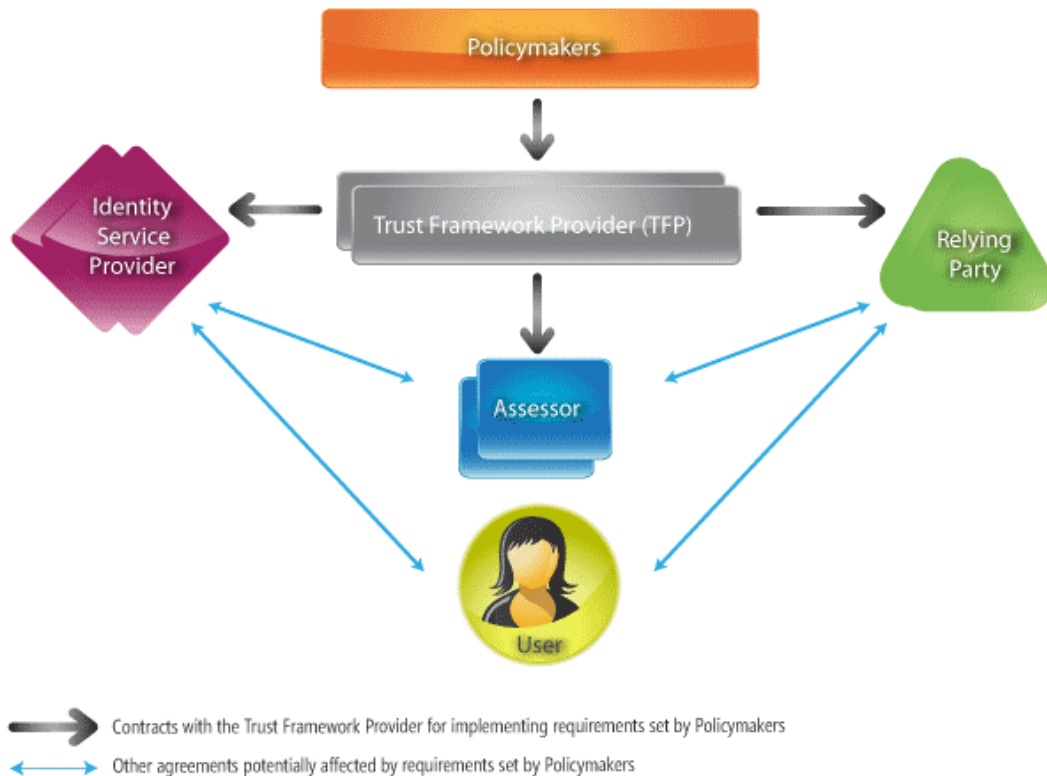 Policymakers
Identity
Service
Provider
Trust Framework Provider (TFP)
Relying
Party
Assessor
User
Contracts with the Trust Framework Provider for implementing requirements set by Policymakers
Other agreements potentially affected by requirements set by Policymakers